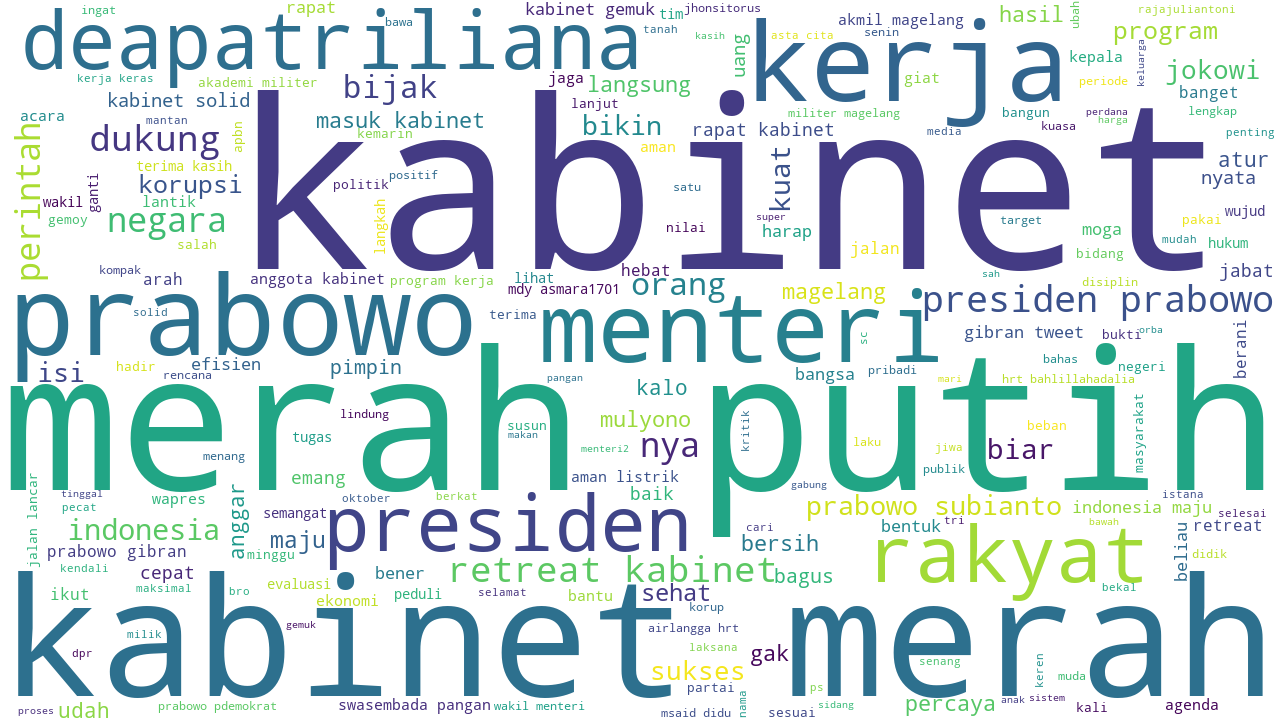 ingat
rapat
kabinet gemuk
jhonsitorus
tim
akmil magelang
hasil
ubah
rajajuliantoni
deapatriliana
bawa
tanah
kasih
asta cita
senin
kerja
program
kerja keras
akademi militer
jaga
langsung
uang
giat
kepala
keluarga
jokowi
periode
banget
kabinet solid
bijak
lanjut
kabinet
militer magelang
bangun
perdana
harga
lengkap
acara
mantan
apbn
masuk kabinet
kemarin
bikin
rapat kabinet
media
kuasa
penting
dukung
perintah
terima kasih
aman
kuat
atur
korupsi
politik
positif
satu
nyata
wakil
ganti
lantik
gemoy
negara
langkah
nilai
super
harap
target
moga
pakai
wujud
salah
jalan
bidang
mudah
hukum
kompak
arah
anggota kabinet
program kerja
lihat
hebat
sah
disiplin
jabat
mdy asmara1701
orang
magelang
presiden prabowo
prabowo
solid
terima
menteri
sc
gibran tweet
bukti
orba
berani
isi
hadir
rencana
efisien
pimpin
pangan
bangsa
pribadi
bahas
negeri
mari
hrt bahlillahadalia
merah putih
kalo
lindung
mulyono
kritik
susun
makan
beban
masyarakat
tugas
menang
nya
menteri2
laku
jiwa
biar
emang
aman listrik
publik
gabung
jalan lancar
tinggal
pecat
wapres
anggar
oktober
berkat
baik
istana
semangat
presiden
prabowo subianto
indonesia maju
selesai
indonesia
maju
cari
bentuk
tri
bawah
retreat
bersih
rakyat
beliau
didik
prabowo gibran
minggu
kendali
cepat
bener
retreat kabinet
bagus
evaluasi
ikut
maksimal
bro
ekonomi
peduli
selamat
bantu
sehat
bekal
korup
kabinet merah
gemuk
milik
airlangga hrt
dpr
laksana
gak
senang
keren
muda
sukses
partai
ps
percaya
anak
sistem
proses
udah
prabowo pdemokrat
swasembada pangan
wakil menteri
msaid didu
nama
sesuai
sidang
kali
agenda